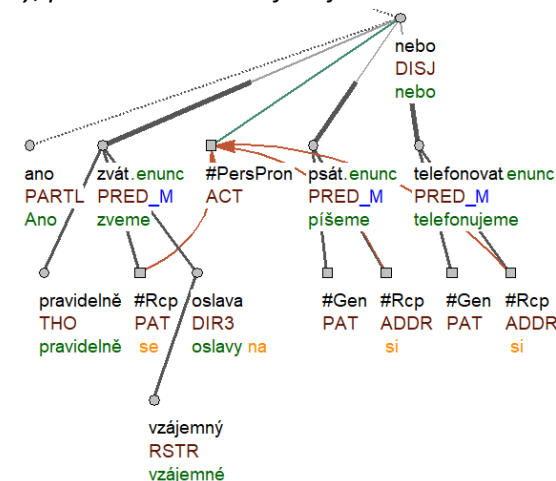 nebo
DISJ
nebo
ano zvát.enunc #PersPron psát.enunc telefonovat.enunc
PARTL PRED_M ACT PRED_M PRED_M
Ano zveme píšeme telefonujeme
pravidelně #Rcp oslava #Gen #Rcp #Gen #Rcp
THO PAT DIR3 PAT ADDR PAT ADDR
pravidelně se oslavy na si si
vzájemný
RSTR
vzájemné